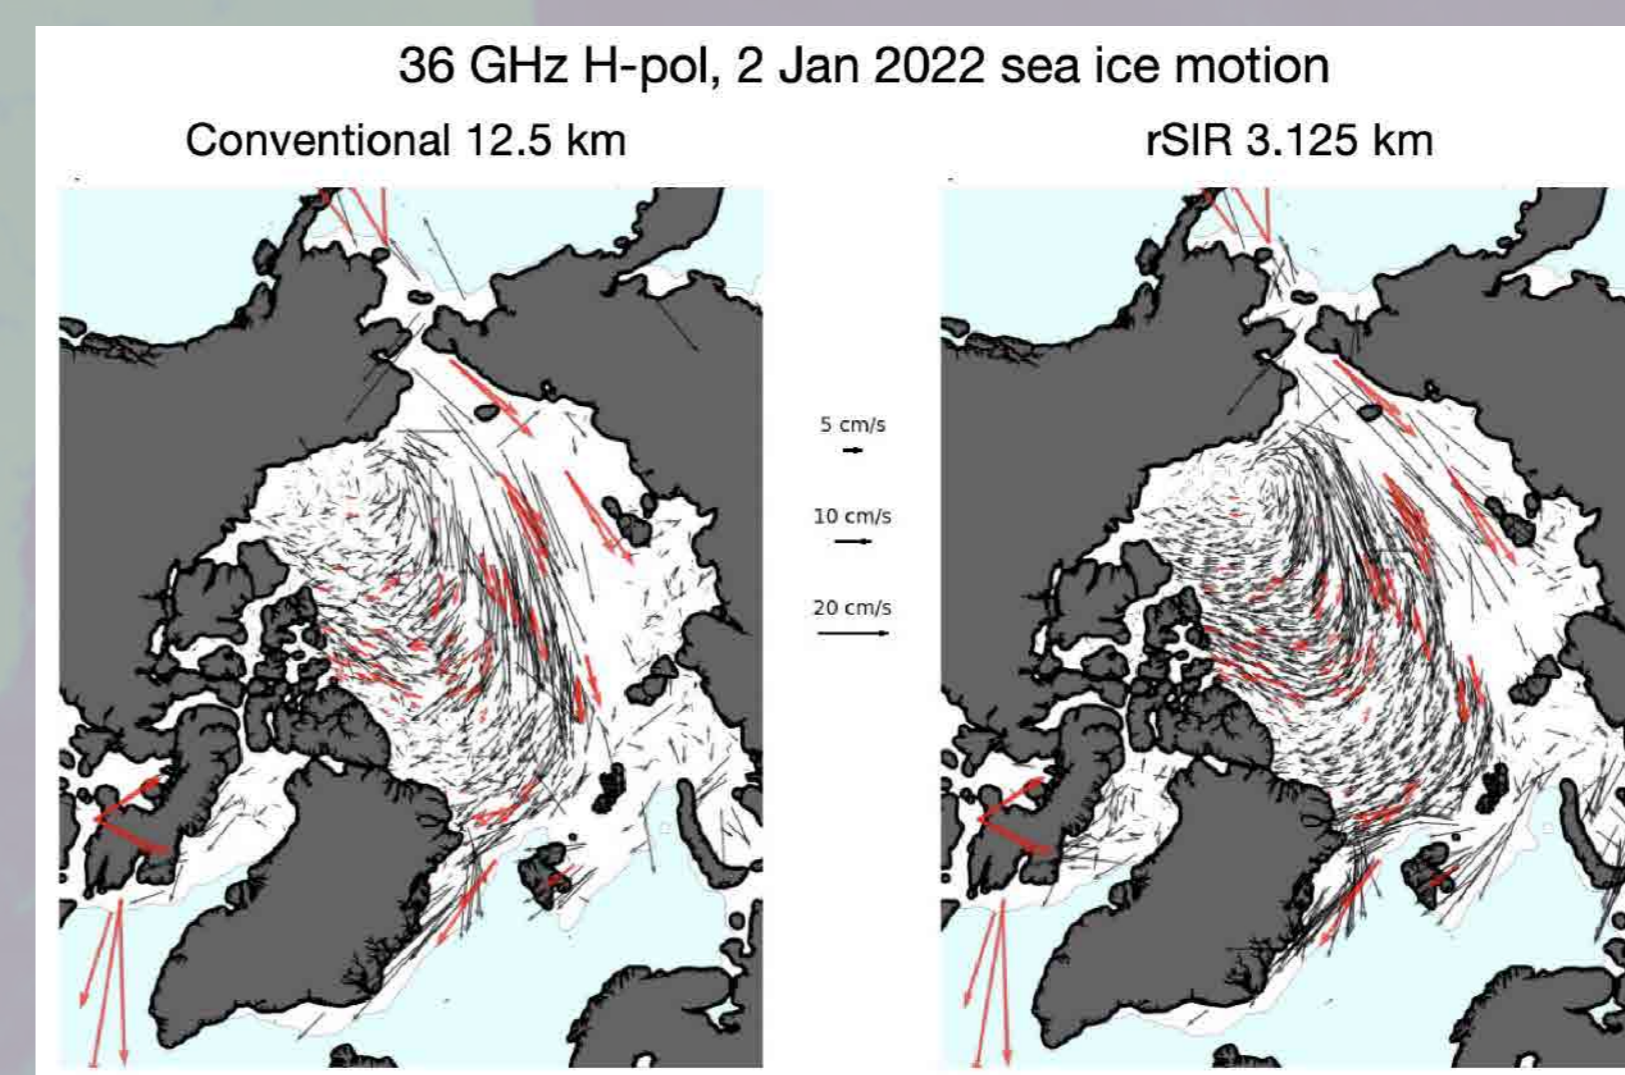 36 GHz H-pol, 2 Jan 2022 sea ice motion
Conventional 12.5 km
rSIR 3.125 km
5 cm/s
10 cm/s
20 cm/s